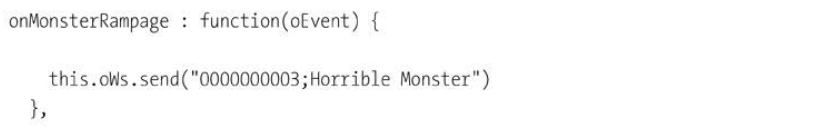 onMonsterRampage : function(oEvent) {
this.oWs.send("0000000003;Horrible Monster")
},